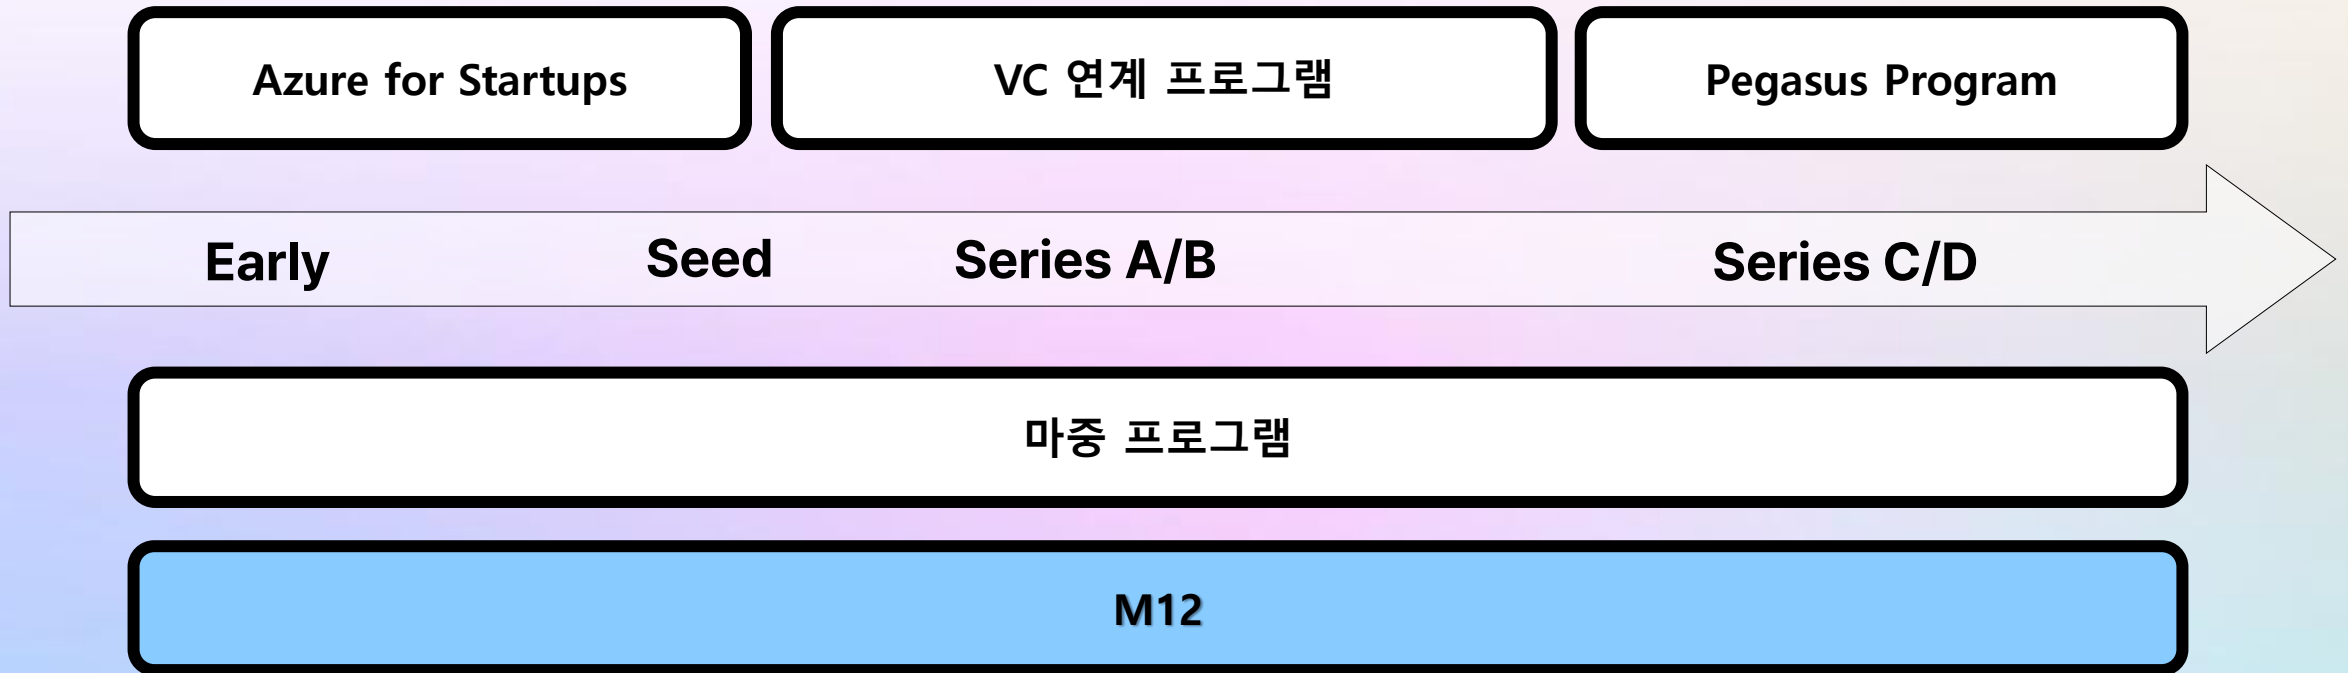 Azure for Startups
VC 연계 프로그램
Pegasus Program
Early
Seed
Series A/B
Series C/D
마중 프로그램
M12